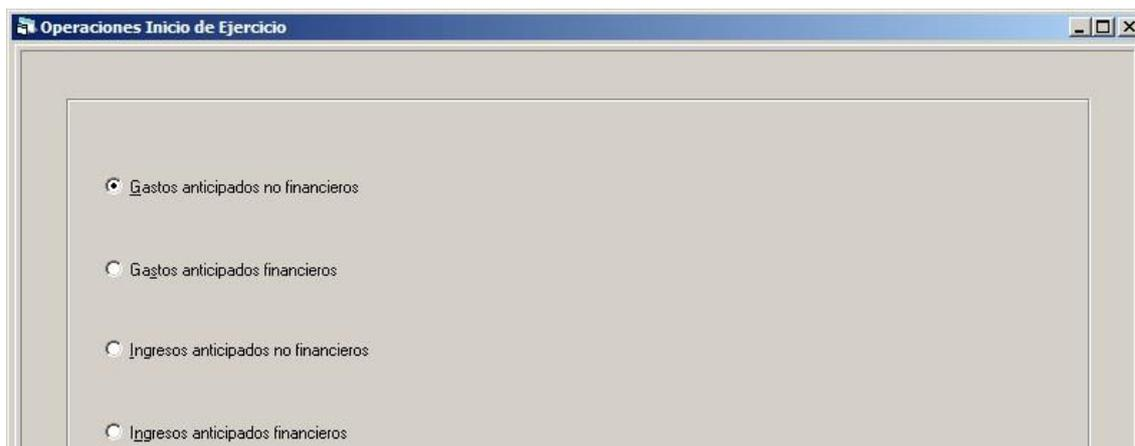 Operaciones Inicio de Ejercicio
Gastos anticipados no financieros
Gastos anticipados financieros
Ingresos anticipados no financieros
Ingresos anticipados financieros